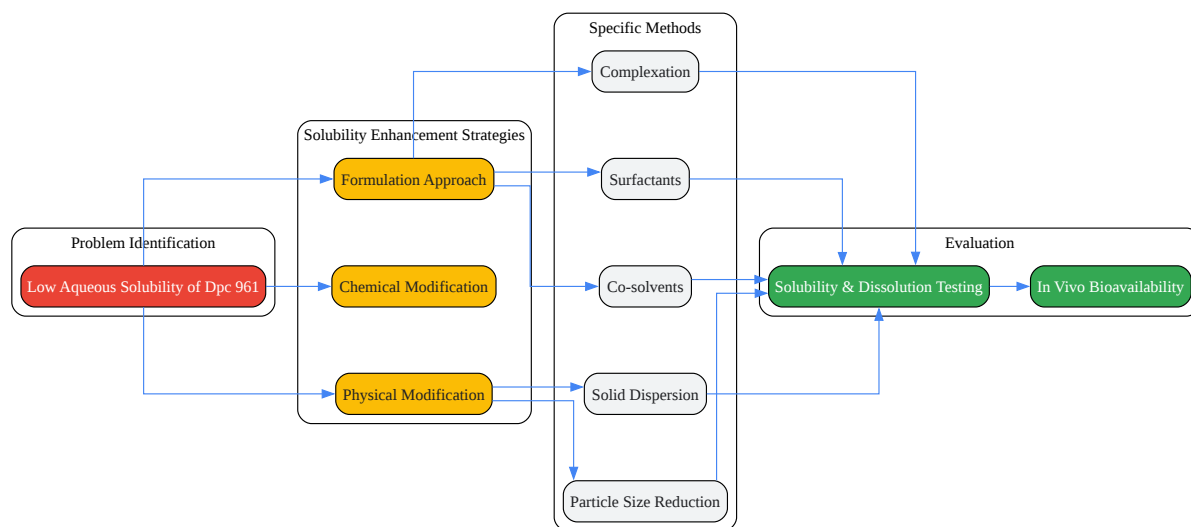 Problem Identification
Low Aqueous Solubility of Dpc 961
Solubility Enhancement Strategies
Formulation Approach
Chemical Modification
Physical Modification
Specific Methods
Complexation
Surfactants
Co-solvents
Solid Dispersion
Particle Size Reduction
Evaluation
Solubility & Dissolution Testing
In Vivo Bioavailability